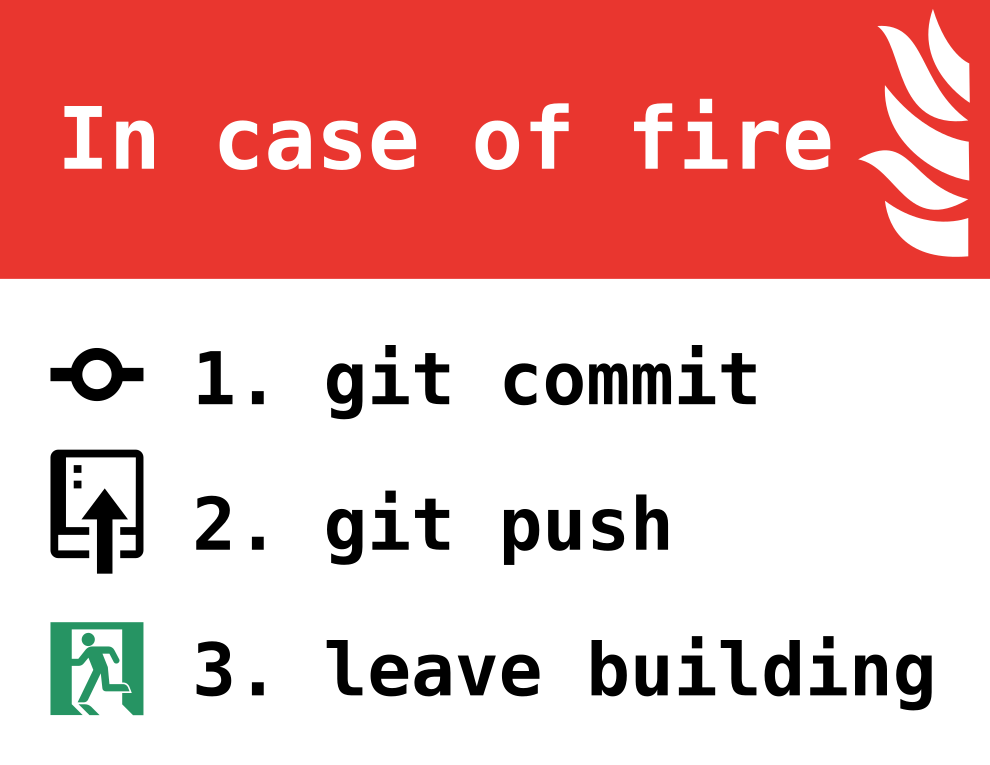 In case of fire
1. git commit
2. git push
3. leave building